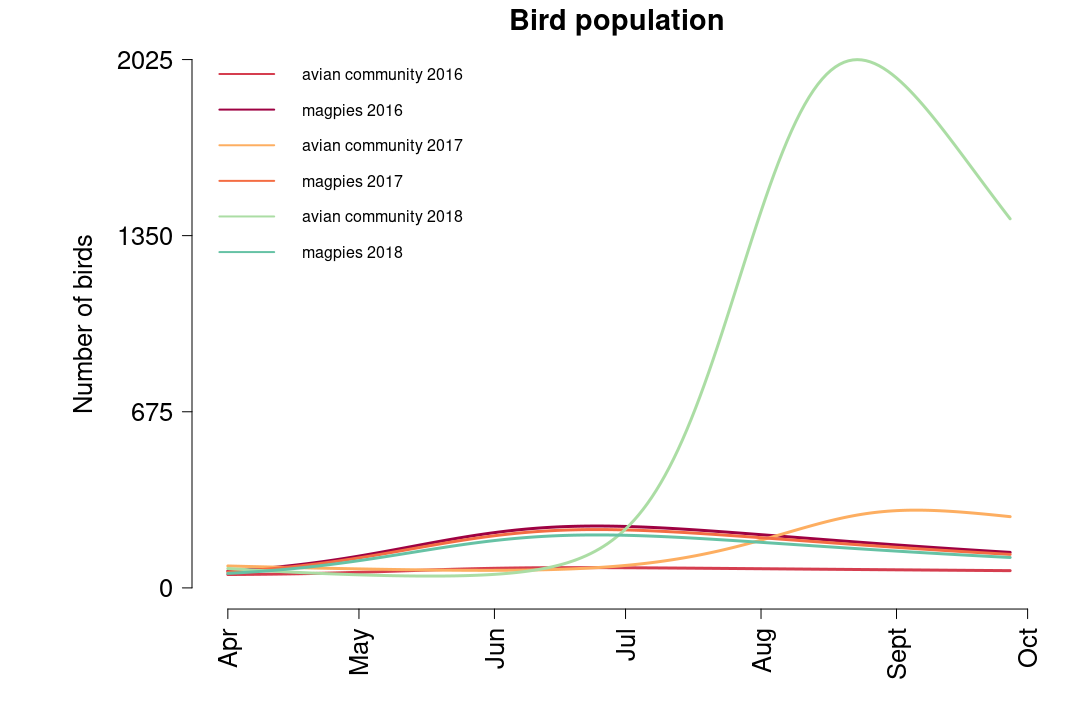 Bird population
2025
1350
675
0
Number of birds
avian community 2016
magpies 2016
avian community 2017
magpies 2017
avian community 2018
magpies 2018
Apr
May
Jun
Jul
Aug
Sept
Oct